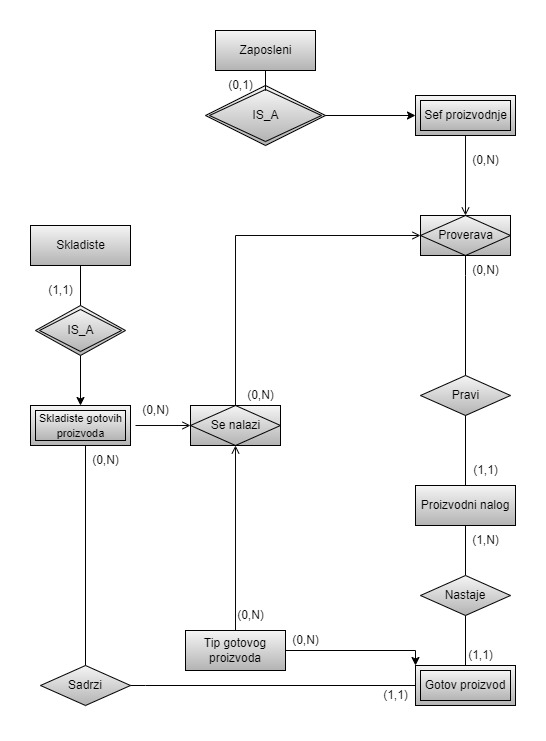 Zaposleni
(0,1)
IS_A
Sef proizvodnje
(0,N)
Skladiste
Proverava
(0,N)
(1,1)
IS_A
Skladiste gotovih
proizvoda
(0,N)
(0,N)
Se nalazi
(0,N)
Pravi
(1,1)
Proizvodni nalog
(1,N)
Nastaje
(0,N)
Tip gotovog
proizvoda
(0,N)
(1,1)
Sadrzi
(1,1)
Gotov proizvod